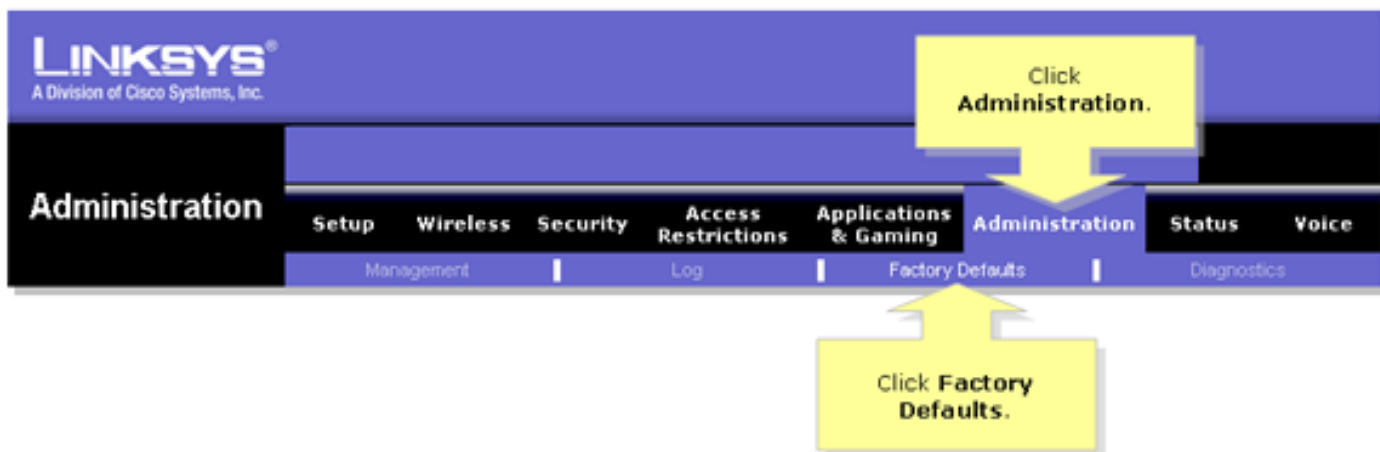 LINKSYS®
A Division of Cisco Systems, Inc.
Click
Administration.
Administration
Setup Wireless Security Access Restrictions Applications & Gaming Administration Status Voice
Management Log Factory Defaults Diagnostics
Click Factory
Defaults.